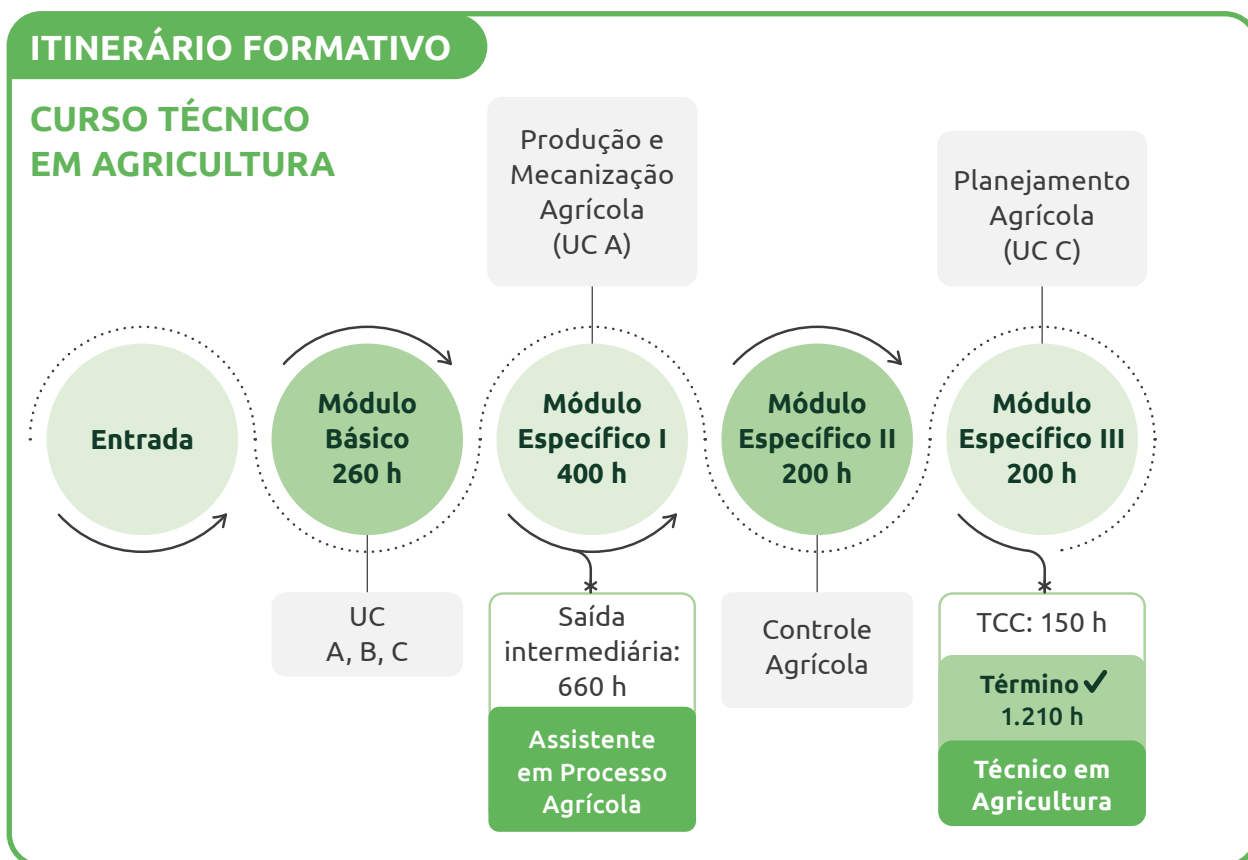 ITINERÁRIO FORMATIVO
CURSO TÉCNICO
EM AGRICULTURA
Produção e
Mecanização
Agrícola
(UC A)
Planejamento
Agrícola
(UC C)
Entrada
Módulo
Básico
260 h
Módulo
Específico I
400 h
Módulo
Específico II
200 h
Módulo
Específico III
200 h
UC
A, B, C
Saída
intermediária:
660 h
Assistente
em Processo
Agrícola
Controle
Agrícola
TCC: 150 h
Término ✔
1.210 h
Técnico em
Agricultura